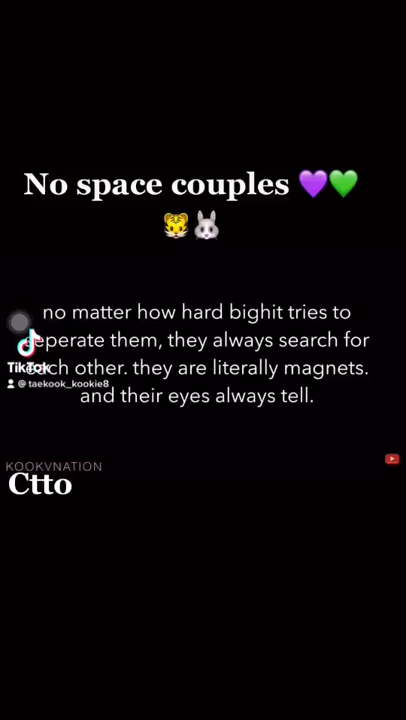 No space couples 💜💚
🐯🐰
no matter how hard bighit tries to
seperate them, they always search for
each other. they are literally magnets.
and their eyes always tell.
TikTok
@ taekook_kookie8
KOOKVNATION
Ctto